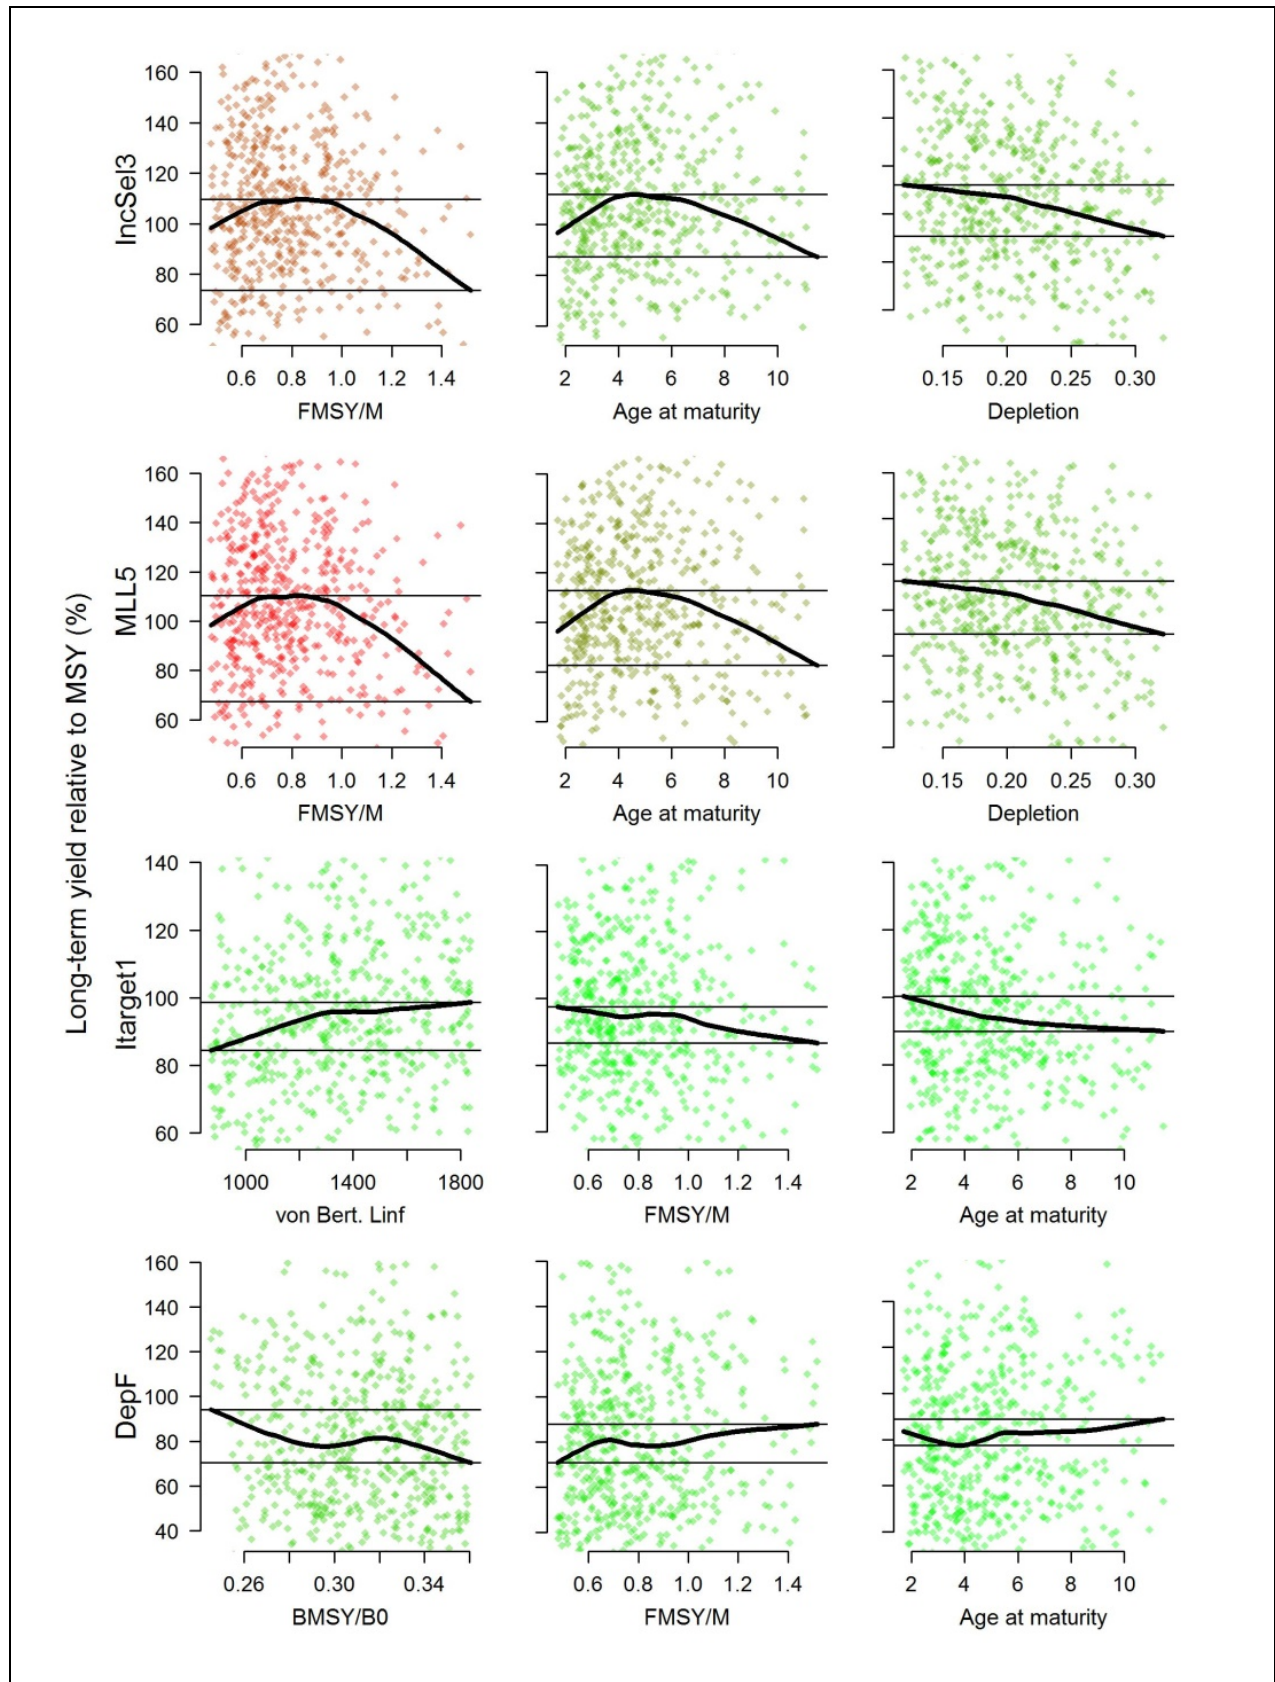 Long-term yield relative to MSY (%)
IncSel3
160
140
120
100
80
60
0.6 0.8 1.0 1.2 1.4
FMSY/M
2 4 6 8 10
Age at maturity
0.15 0.20 0.25 0.30
Depletion
MLL5
160
140
120
100
80
60
0.6 0.8 1.0 1.2 1.4
FMSY/M
2 4 6 8 10
Age at maturity
0.15 0.20 0.25 0.30
Depletion
Itarget1
140
120
100
80
60
1000 1400 1800
von Bert. Linf
0.6 0.8 1.0 1.2 1.4
FMSY/M
2 4 6 8 10
Age at maturity
DepF
160
140
120
100
80
60
40
0.26 0.30 0.34
BMSY/B0
0.6 0.8 1.0 1.2 1.4
FMSY/M
2 4 6 8 10
Age at maturity